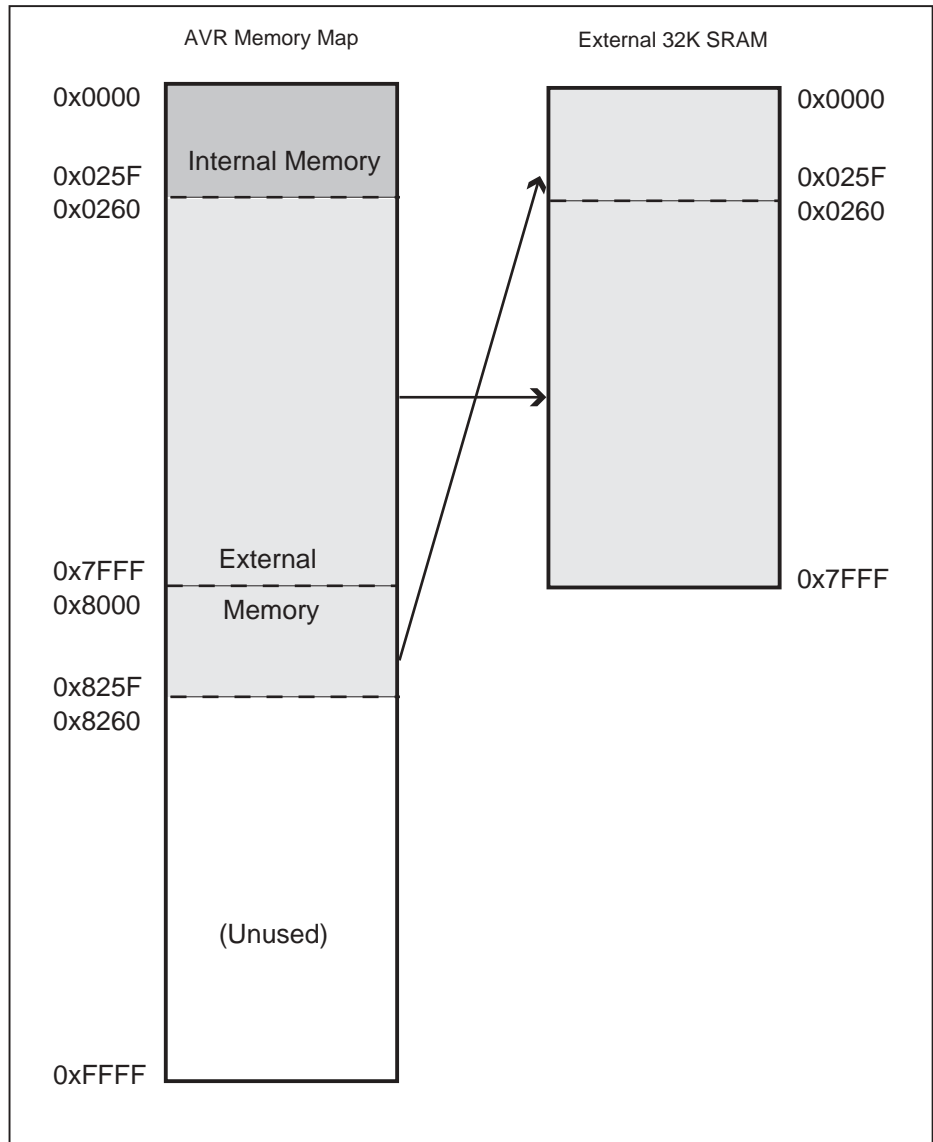 AVR Memory Map
0x0000
Internal Memory
0x025F
0x0260
0x7FFF
External
0x8000
Memory
0x825F
0x8260
(Unused)
0xFFFF
External 32K SRAM
0x0000
0x025F
0x0260
0x7FFF